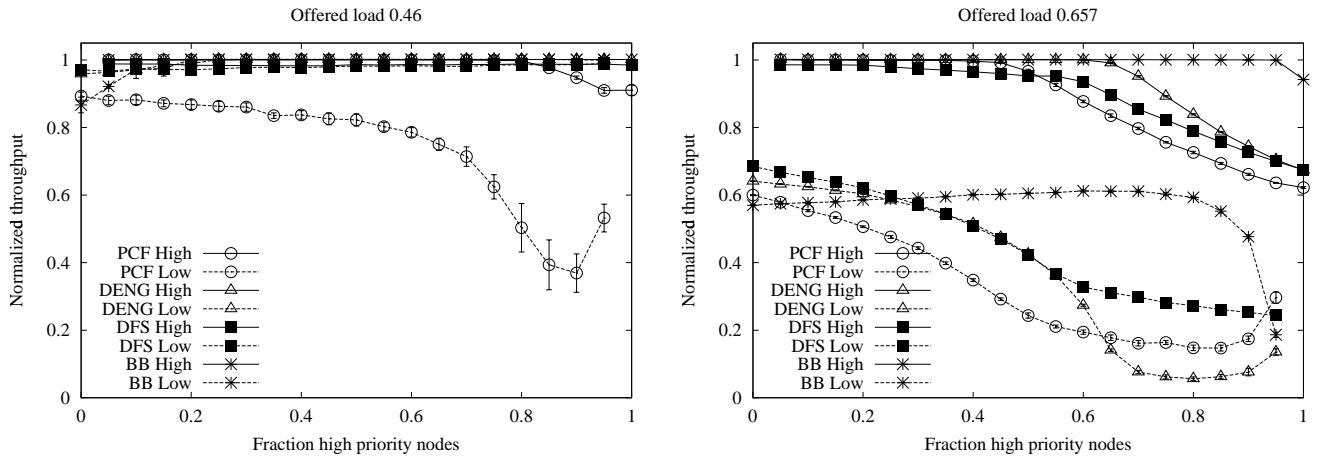 Offered load 0.46
Normalized throughput
1
0.8
0.6
0.4
0.2
0
PCF High
PCF Low
DENG High
DENG Low
DFS High
DFS Low
BB High
BB Low
0 0.2 0.4 0.6 0.8 1
Fraction high priority nodes
Offered load 0.657
Normalized throughput
1
0.8
0.6
0.4
0.2
0
PCF High
PCF Low
DENG High
DENG Low
DFS High
DFS Low
BB High
BB Low
0 0.2 0.4 0.6 0.8 1
Fraction high priority nodes